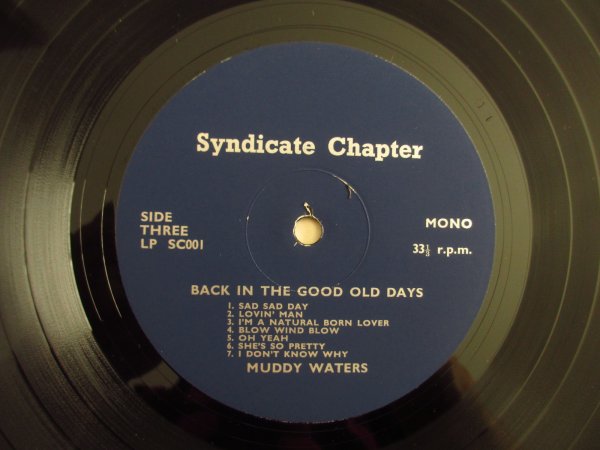 Syndicate Chapter
SIDE
THREE
LP SC001
MONO
33⅓ r.p.m.
BACK IN THE GOOD OLD DAYS
1. SAD SAD DAY
2. LOVIN' MAN
3. I'M A NATURAL BORN LOVER
4. BLOW WIND BLOW
5. OH YEAH
6. SHE'S SO PRETTY
7. I DON'T KNOW WHY
MUDDY WATERS